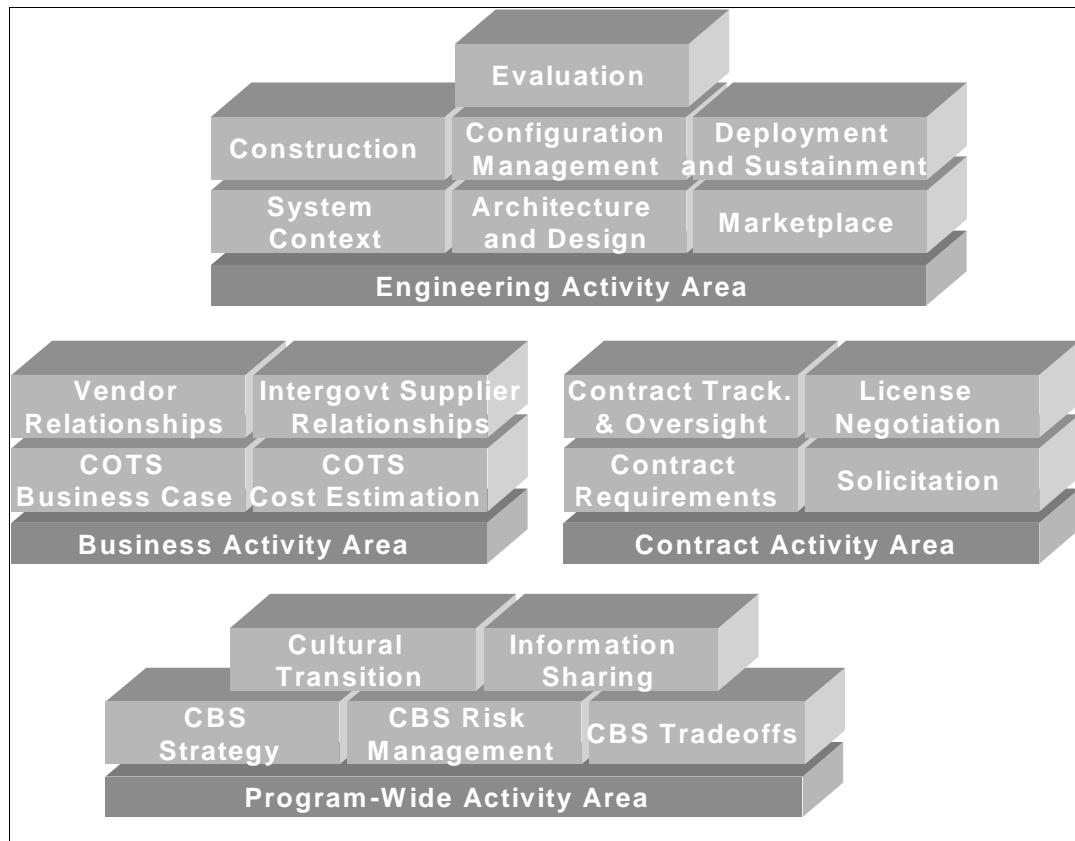 Evaluation
Construction
Configuration
Management
Deployment
and Sustainment
System
Context
Architecture
and Design
Marketplace
Engineering Activity Area
Vendor
Relationships
Intergovt Supplier
Relationships
Contract Track.
& Oversight
License
Negotiation
COTS
Business Case
COTS
Cost Estimation
Contract
Requirements
Solicitation
Business Activity Area
Contract Activity Area
Cultural
Transition
Information
Sharing
CBS
Strategy
CBS Risk
Management
CBS Tradeoffs
Program-Wide Activity Area